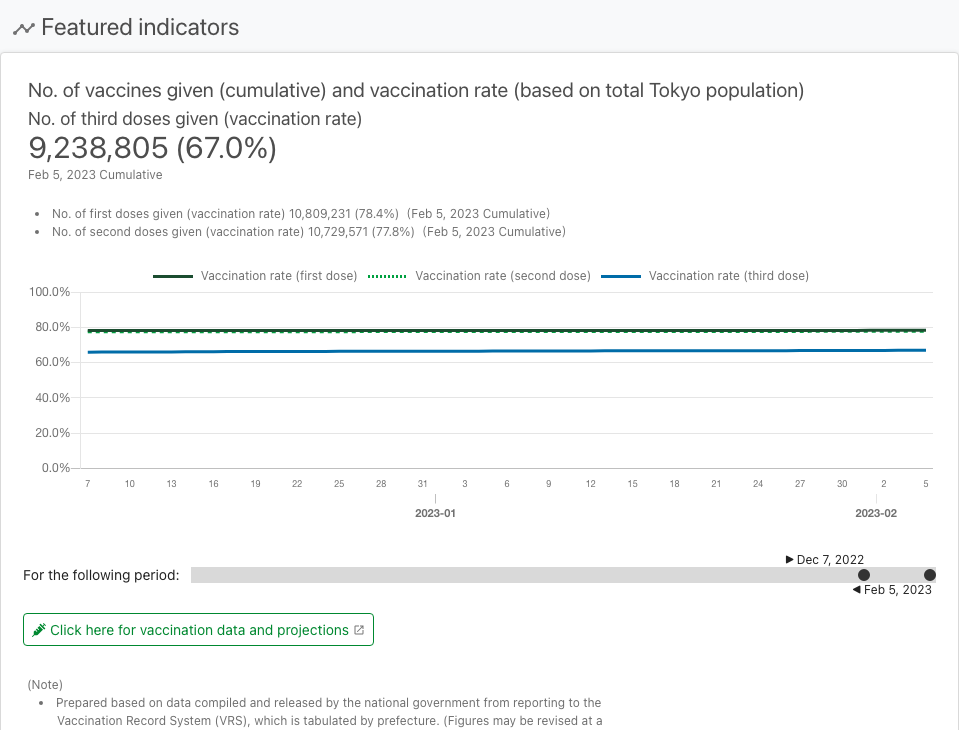 Featured indicators
No. of vaccines given (cumulative) and vaccination rate (based on total Tokyo population)
No. of third doses given (vaccination rate)
9,238,805 (67.0%)
Feb 5, 2023 Cumulative
• No. of first doses given (vaccination rate) 10,809,231 (78.4%) (Feb 5, 2023 Cumulative)
• No. of second doses given (vaccination rate) 10,729,571 (77.8%) (Feb 5, 2023 Cumulative)
Vaccination rate (first dose) Vaccination rate (second dose) Vaccination rate (third dose)
100.0%
80.0%
60.0%
40.0%
20.0%
0.0%
7 10 13 16 19 22 25 28 31 3 6 9 12 15 18 21 24 27 30 2 5
2023-01 2023-02
Dec 7, 2022
For the following period:
Feb 5, 2023
Click here for vaccination data and projections
(Note)
• Prepared based on data compiled and released by the national government from reporting to the
Vaccination Record System (VRS), which is tabulated by prefecture. (Figures may be revised at a